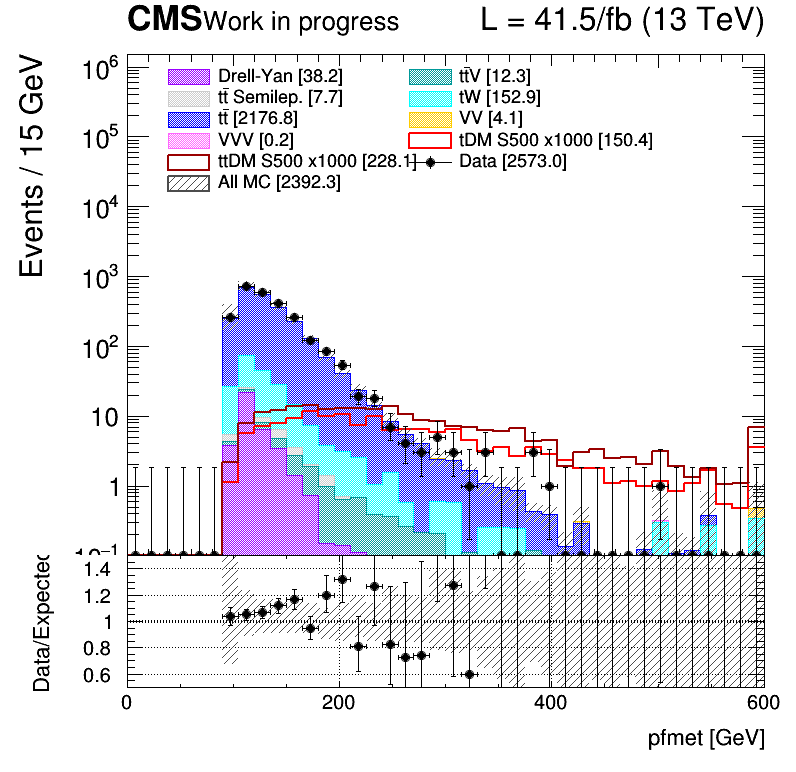 CMS Work in progress L = 41.5/fb (13 TeV)
Events / 15 GeV
10⁶
10⁵
10⁴
10³
10²
10
1
10⁻¹
Drell-Yan [38.2]
tt̄ Semilep. [7.7]
tt̄ [2176.8]
VVV [0.2]
ttDM S500 x1000 [228.1]
All MC [2392.3]
tt̄V [12.3]
tW [152.9]
VV [4.1]
tDM S500 x1000 [150.4]
Data [2573.0]
Data/Expected
1.4
1.2
1
0.8
0.6
0 200 400 600
pfmet [GeV]